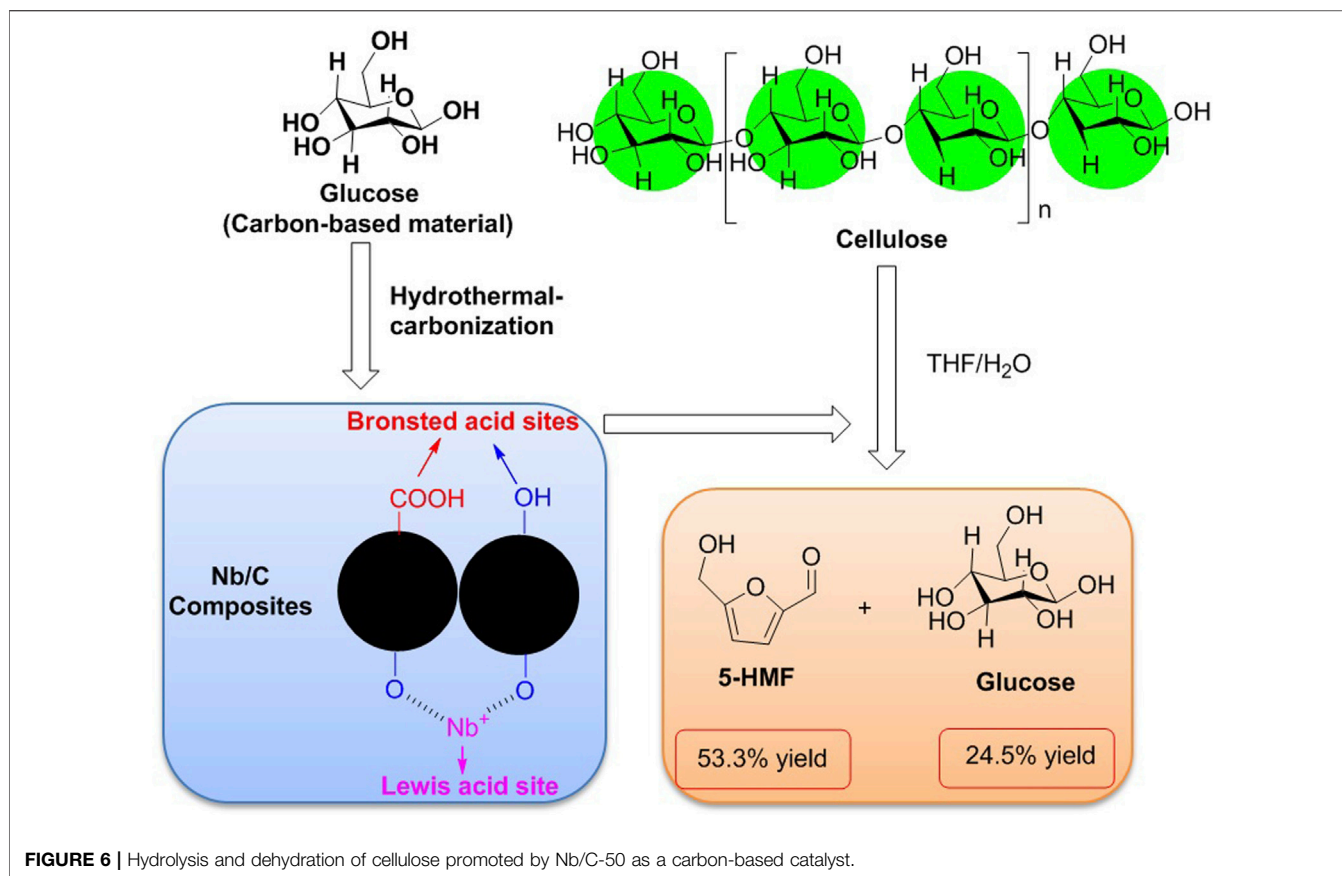 OH
H
H
O
OH
HO
HO
OH
H
Glucose
(Carbon-based material)
OH
H
H
O
HO
HO
OH
H
O
OH
H
H
O
HO
OH
H
O
OH
H
H
O
OH
H
O
OH
H
H
O
OH
OH
H
n
Cellulose
Hydrothermal-
carbonization
THF/H₂O
Bronsted acid sites
COOH
OH
Nb/C
Composites
O
O
Nb⁺
Lewis acid site
OH
O
O
+
OH
H
H
O
OH
HO
HO
OH
H
5-HMF
Glucose
53.3% yield
24.5% yield
FIGURE 6 | Hydrolysis and dehydration of cellulose promoted by Nb/C-50 as a carbon-based catalyst.